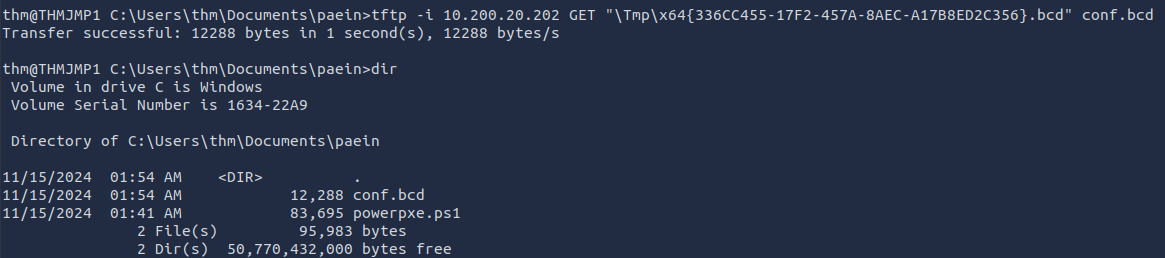 thm@THMJMP1 C:\Users\thm\Documents\paein>tftp -i 10.200.20.202 GET "\Tmp\x64{336CC455-17F2-457A-8AEC-A17B8ED2C356}.bcd" conf.bcd
Transfer successful: 12288 bytes in 1 second(s), 12288 bytes/s
thm@THMJMP1 C:\Users\thm\Documents\paein>dir
Volume in drive C is Windows
Volume Serial Number is 1634-22A9
Directory of C:\Users\thm\Documents\paein
11/15/2024  01:54 AM    <DIR>          .
11/15/2024  01:54 AM            12,288 conf.bcd
11/15/2024  01:41 AM            83,695 powerpxe.ps1
2 File(s)         95,983 bytes
2 Dir(s)  50,770,432,000 bytes free